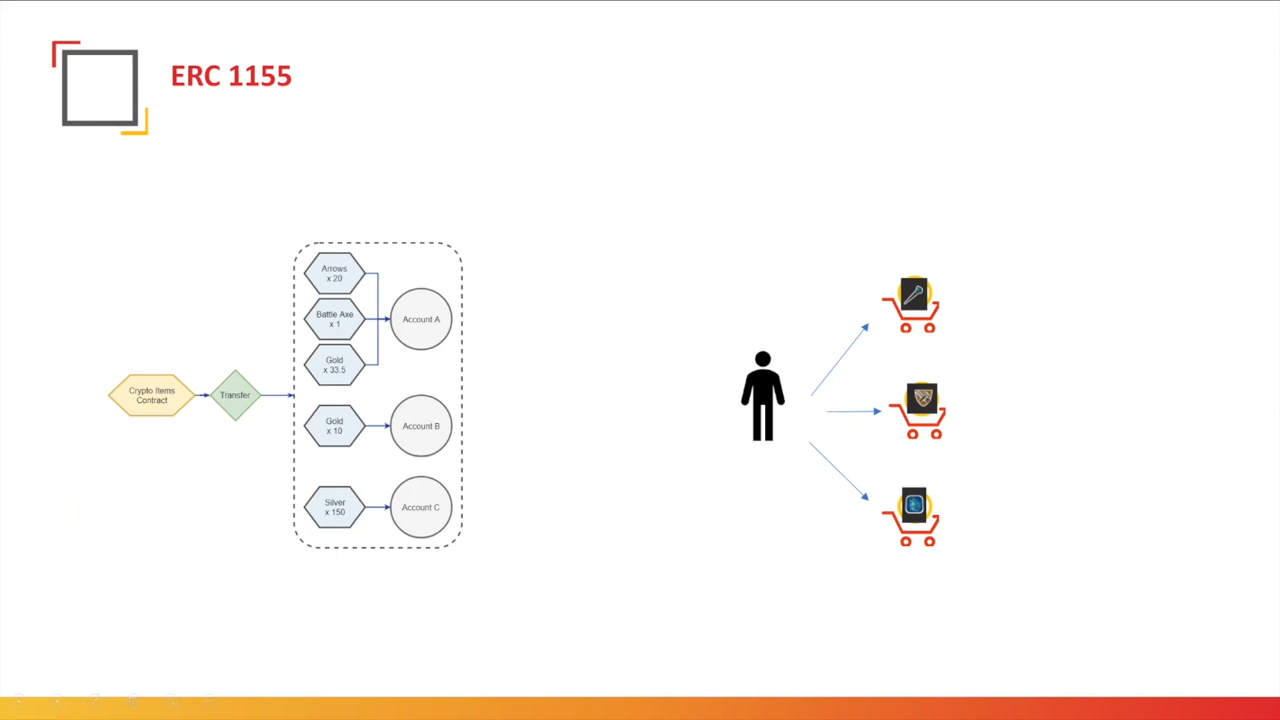 ERC 1155
Arrows
x 20
Battle Axe
x 1
Gold
x 33.5
Account A
Crypto Items
Contract
Transfer
Gold
x 10
Account B
Silver
x 150
Account C